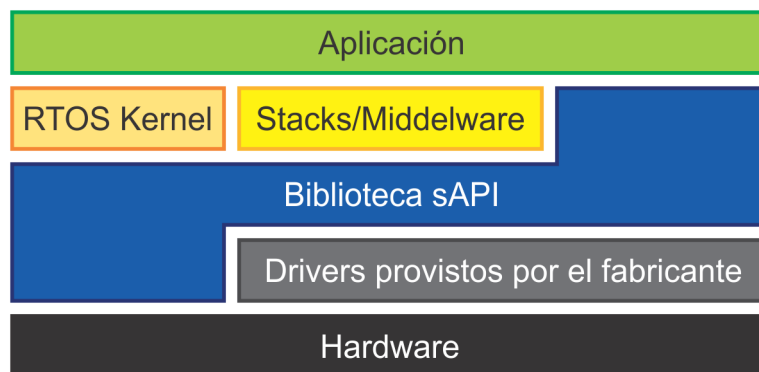 Aplicación
RTOS Kernel
Stacks/Middelware
Biblioteca sAPI
Drivers provistos por el fabricante
Hardware